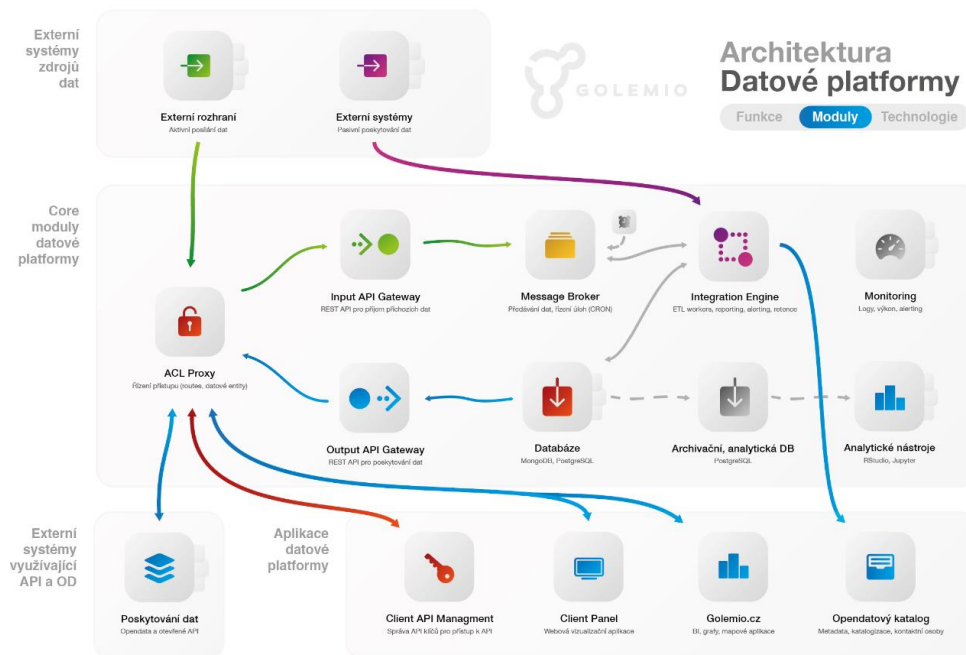 Externí
systémy
zdrojů
dat
Externí rozhraní
Aktivní posílání dat
Externí systémy
Pasivní poskytování dat
GOLEMIO
Architektura
Datové platformy
Funkce Moduly Technologie
Core
moduly
datové
platformy
Input API Gateway
REST API pro příjem příchozích dat
Message Broker
Předávání dat, řízení úloh (CRON)
Integration Engine
ETL workers, reporting, alerting, retence
Monitoring
Logy, výkon, alerting
ACL Proxy
Řízení přístupu (routes, datové entity)
Output API Gateway
REST API pro poskytování dat
Databáze
MongoDB, PostgreSQL
Archivační, analytická DB
PostgreSQL
Analytické nástroje
RStudio, Jupyter
Externí
systémy
využívající
API a OD
Poskytování dat
Opendata a otevřené API
Aplikace
datové
platformy
Client API Managment
Správa API klíčů pro přístup k API
Client Panel
Webová vizualizační aplikace
Golemio.cz
BI, grafy, mapové aplikace
Opendatový katalog
Metadata, katalogizace, kontaktní osoby